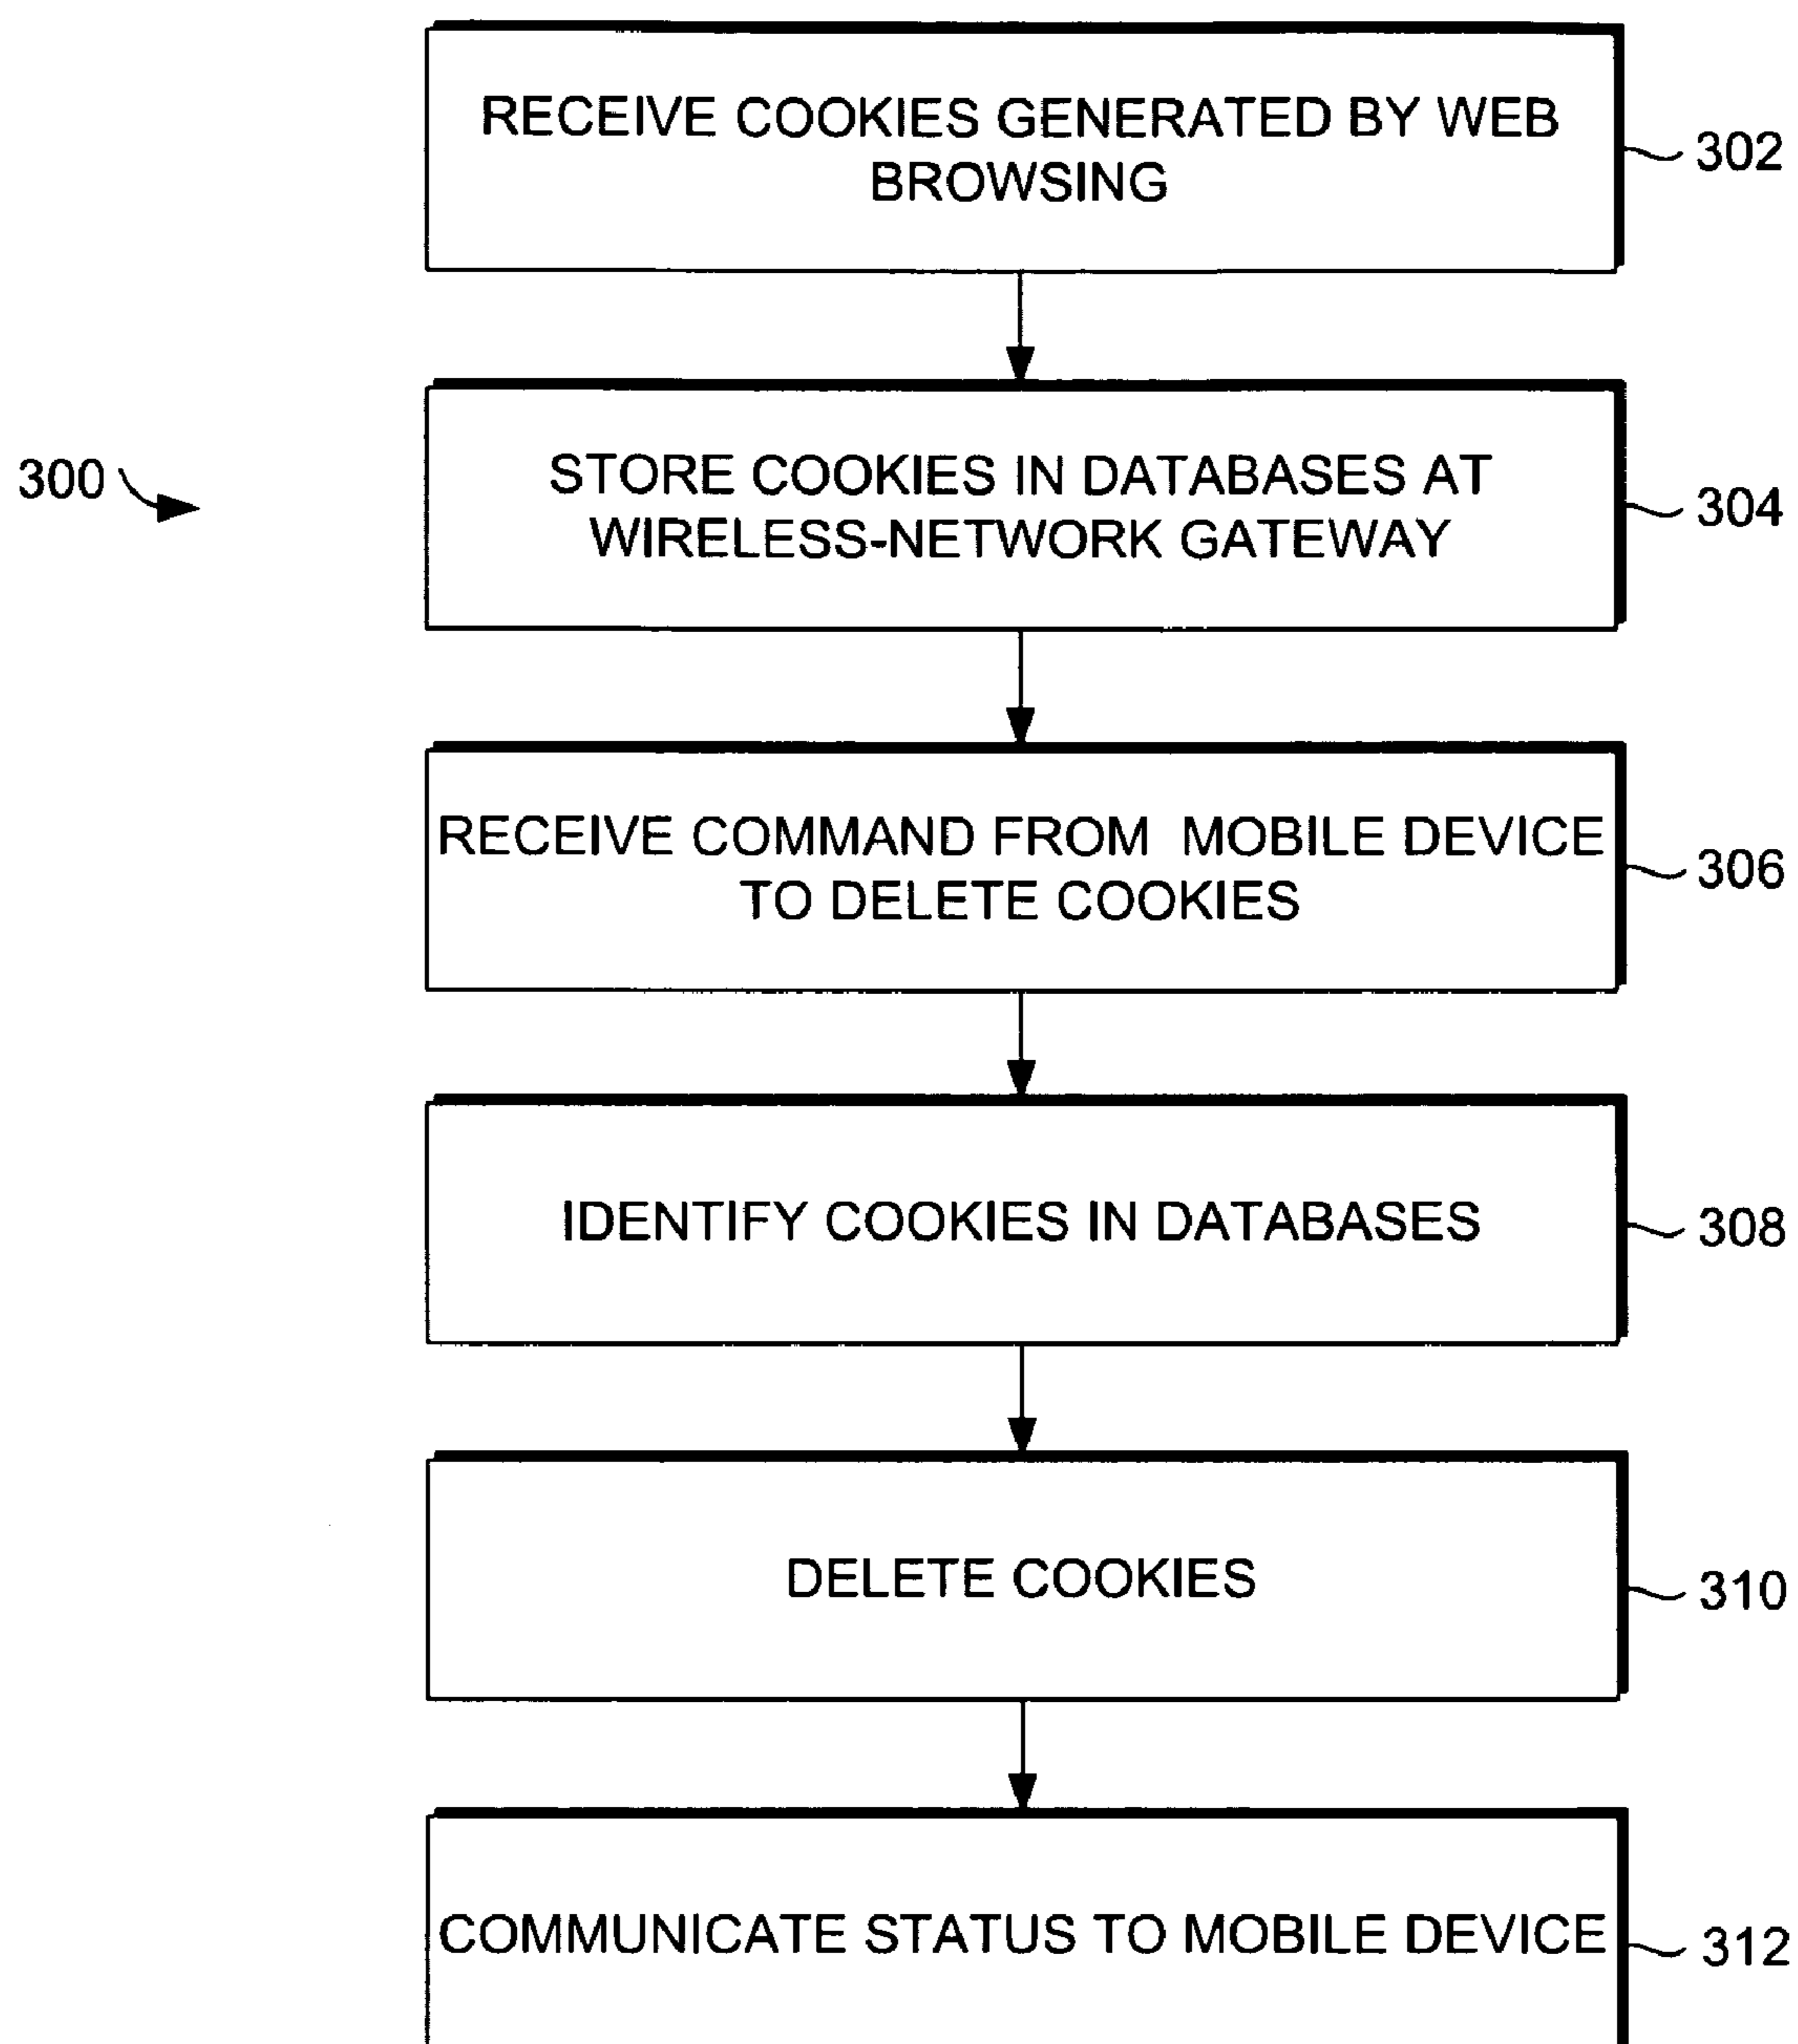 RECEIVE COOKIES GENERATED BY WEB
BROWSING
302
300
STORE COOKIES IN DATABASES AT
WIRELESS-NETWORK GATEWAY
304
RECEIVE COMMAND FROM MOBILE DEVICE
TO DELETE COOKIES
306
IDENTIFY COOKIES IN DATABASES
308
DELETE COOKIES
310
COMMUNICATE STATUS TO MOBILE DEVICE
312